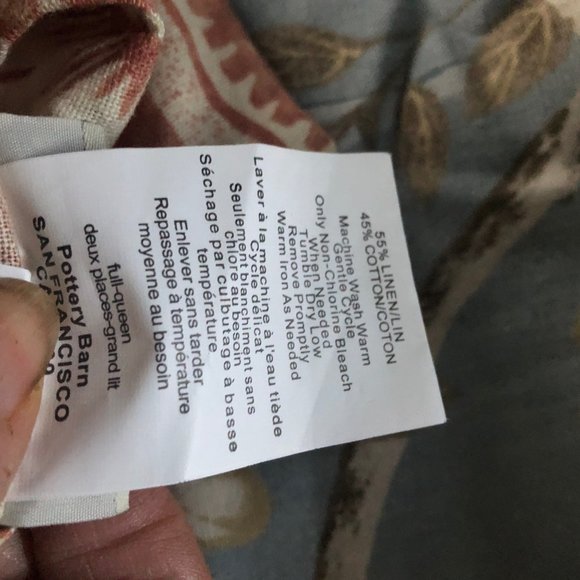 55% LINEN/LIN
45% COTTON/COTON
Machine Wash Warm
Gentle Cycle
Only Non-Chlorine Bleach
When Needed
Tumble Dry Low
Remove Promptly
Warm Iron As Needed
Laver à la machine à l'eau tiède
Cycle délicat
Seulement blanchiment sans
chlore au besoin
Séchage par culbutage à basse
température
Enlever sans tarder
Repassage à température
moyenne au besoin
full-queen
deux places-grand lit
Pottery Barn
SAN FRANCISCO